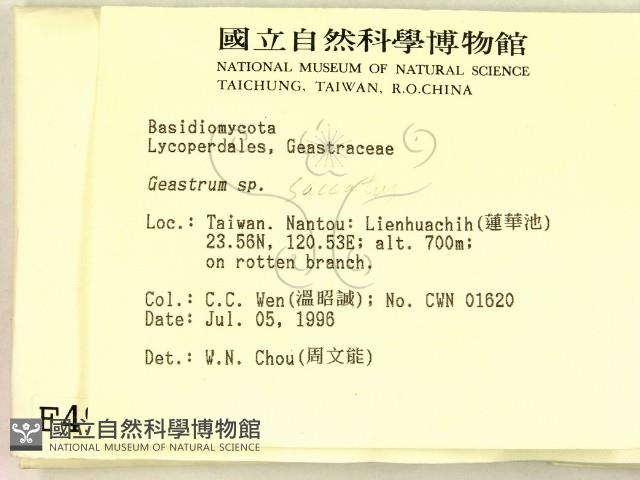 國立自然科學博物館
NATIONAL MUSEUM OF NATURAL SCIENCE
TAICHUNG, TAIWAN, R.O.CHINA
Basidiomycota
Lycoperdales, Geastraceae
Geastrum sp.
Loc.: Taiwan. Nantou: Lienhuachih(蓮華池)
23.56N, 120.53E; alt. 700m;
on rotten branch.
Col.: C.C. Wen(溫昭誠); No. CWN 01620
Date: Jul. 05, 1996
Det.: W.N. Chou(周文能)
F4
國立自然科學博物館
NATIONAL MUSEUM OF NATURAL SCIENCE